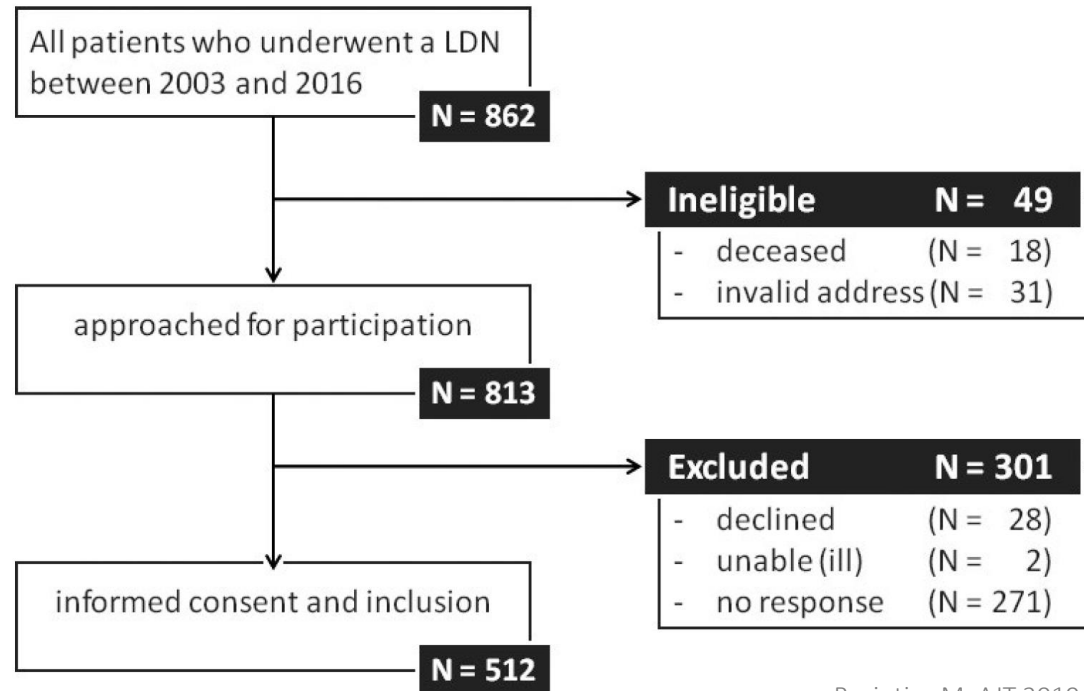 All patients who underwent a LDN
between 2003 and 2016
N = 862
Ineligible N = 49
- deceased (N = 18)
- invalid address (N = 31)
approached for participation
N = 813
Excluded N = 301
- declined (N = 28)
- unable (ill) (N = 2)
- no response (N = 271)
informed consent and inclusion
N = 512